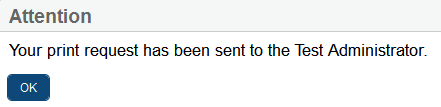 Attention
Your print request has been sent to the Test Administrator.
OK